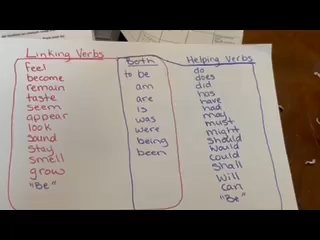 Linking Verbs
feel
become
remain
taste
seem
appear
look
sound
stay
smell
grow
"Be"
Both
to be
am
are
is
was
were
being
been
Helping Verbs
do
does
did
has
have
had
may
must
might
should
would
could
shall
will
can
"Be"